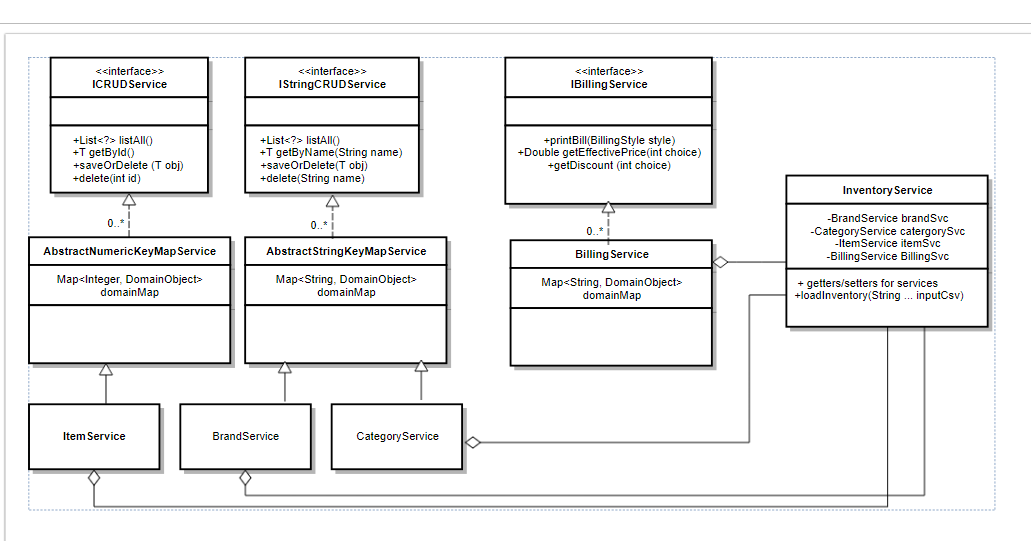 <<interface>>
ICRUDService
+List<?> listAll()
+T getById()
+saveOrDelete (T obj)
+delete(int id)
<<interface>>
IStringCRUDService
+List<?> listAll()
+T getByName(String name)
+saveOrDelete(T obj)
+delete(String name)
<<interface>>
IBillingService
+printBill(BillingStyle style)
+Double getEffectivePrice(int choice)
+getDiscount (int choice)
InventoryService
-BrandService brandSvc
-CategoryService catergorySvc
-ItemService itemSvc
-BillingService BillingSvc
+ getters/setters for services
+loadInventory(String ... inputCsv)
0..*
0..*
0..*
AbstractNumericKeyMapService
Map<Integer, DomainObject>
domainMap
AbstractStringKeyMapService
Map<String, DomainObject>
domainMap
BillingService
Map<String, DomainObject>
domainMap
ItemService
BrandService
CategoryService